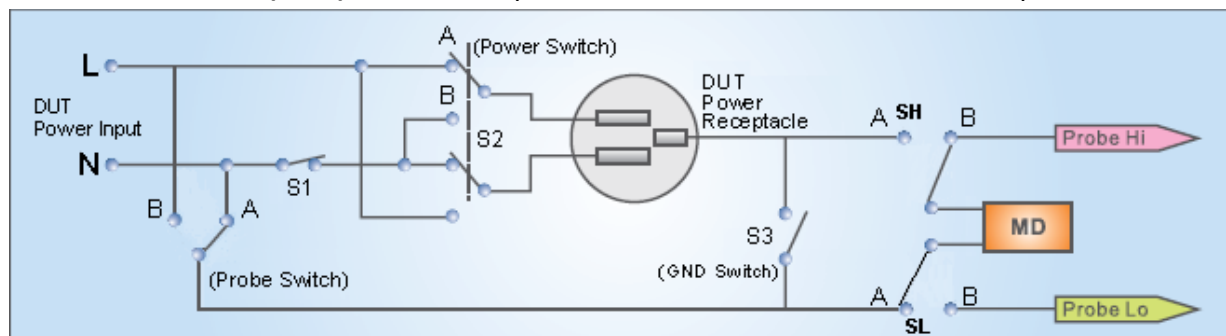 A
(Power Switch)
L
DUT
Power Input
B
DUT
Power
Receptacle
A
SH
B
Probe Hi
S2
N
S1
B
A
MD
S3
(GND Switch)
(Probe Switch)
A
B
Probe Lo
SL